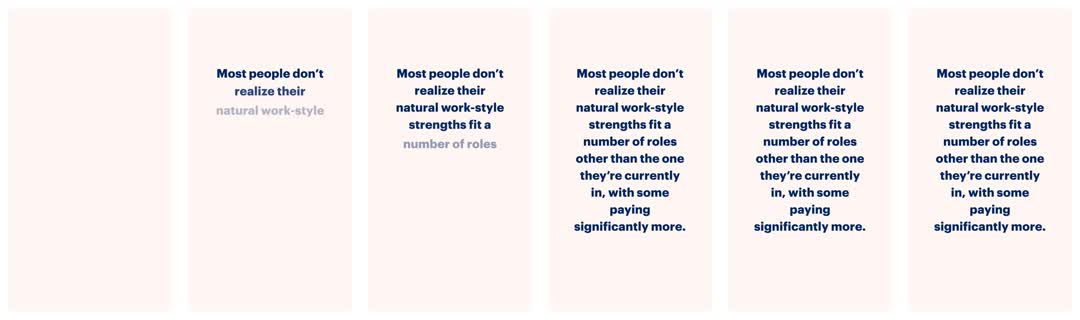 Most people don’t
realize their
natural work-style
Most people don’t
realize their
natural work-style
strengths fit a
number of roles
Most people don’t
realize their
natural work-style
strengths fit a
number of roles
other than the one
they’re currently
in, with some
paying
significantly more.
Most people don’t
realize their
natural work-style
strengths fit a
number of roles
other than the one
they’re currently
in, with some
paying
significantly more.
Most people don’t
realize their
natural work-style
strengths fit a
number of roles
other than the one
they’re currently
in, with some
paying
significantly more.